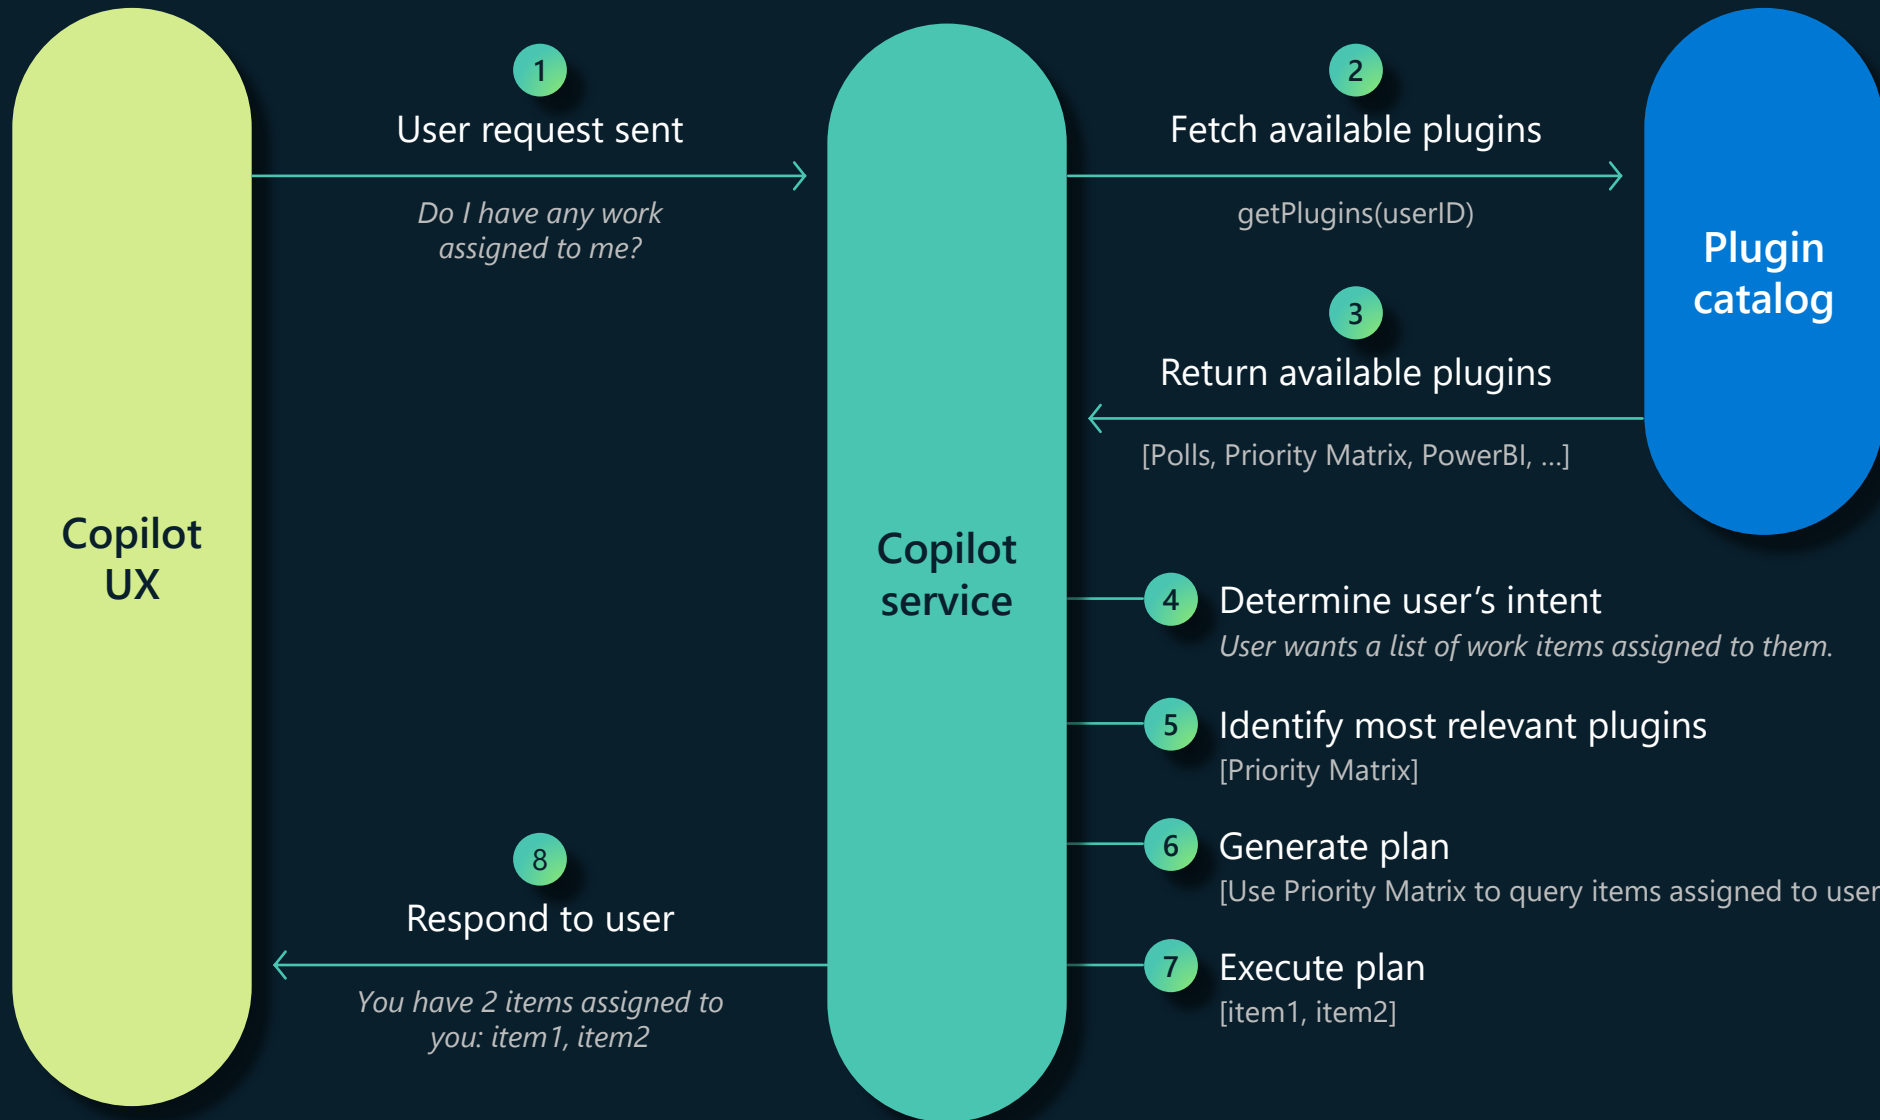 Copilot
UX
1
User request sent
Do I have any work
assigned to me?
8
Respond to user
You have 2 items assigned to
you: item1, item2
Copilot
service
2
Fetch available plugins
getPlugins(userID)
3
Return available plugins
[Polls, Priority Matrix, PowerBI, ...]
Plugin
catalog
4
Determine user’s intent
User wants a list of work items assigned to them.
5
Identify most relevant plugins
[Priority Matrix]
6
Generate plan
[Use Priority Matrix to query items assigned to user
7
Execute plan
[item1, item2]